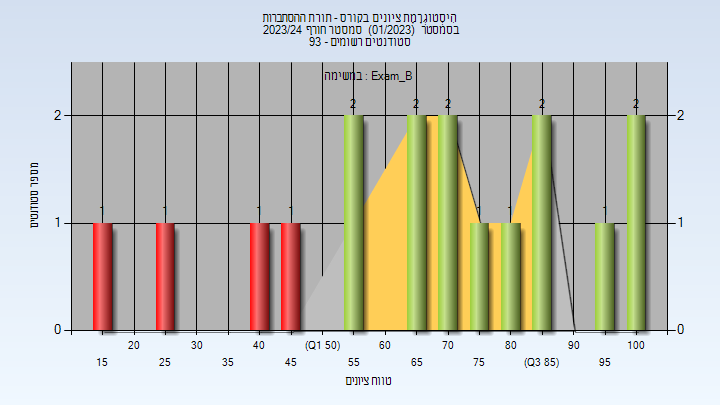 היסטוגרמת ציונים בקורס - תורת ההסתברות
בסמסטר (01/2023) סמסטר חורף 2023/24
סטודנטים רשומים - 93
במשימה : Exam_B
מספר סטודנטים
2 2 2 2 2 2 2
1 1 1 1 1 1 1 1
0 0
20 30 40 (Q1 50) 60 70 80 90 100
15 25 35 45 55 65 75 (Q3 85) 95
טווח ציונים